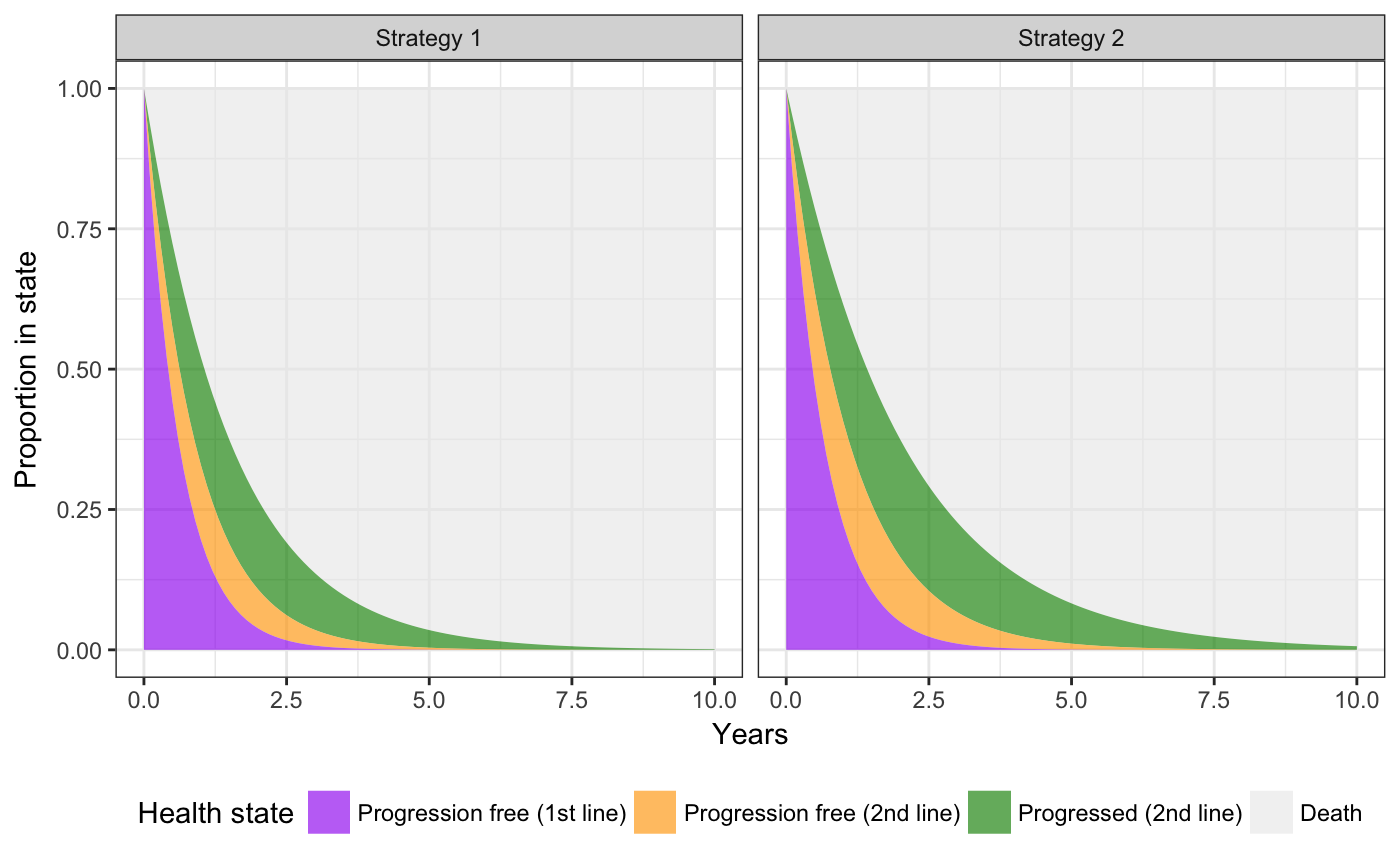 Strategy 1
Strategy 2
Proportion in state
1.00
0.75
0.50
0.25
0.00
0.0 2.5 5.0 7.5 10.0
0.0 2.5 5.0 7.5 10.0
Years
Health state Progression free (1st line) Progression free (2nd line) Progressed (2nd line) Death